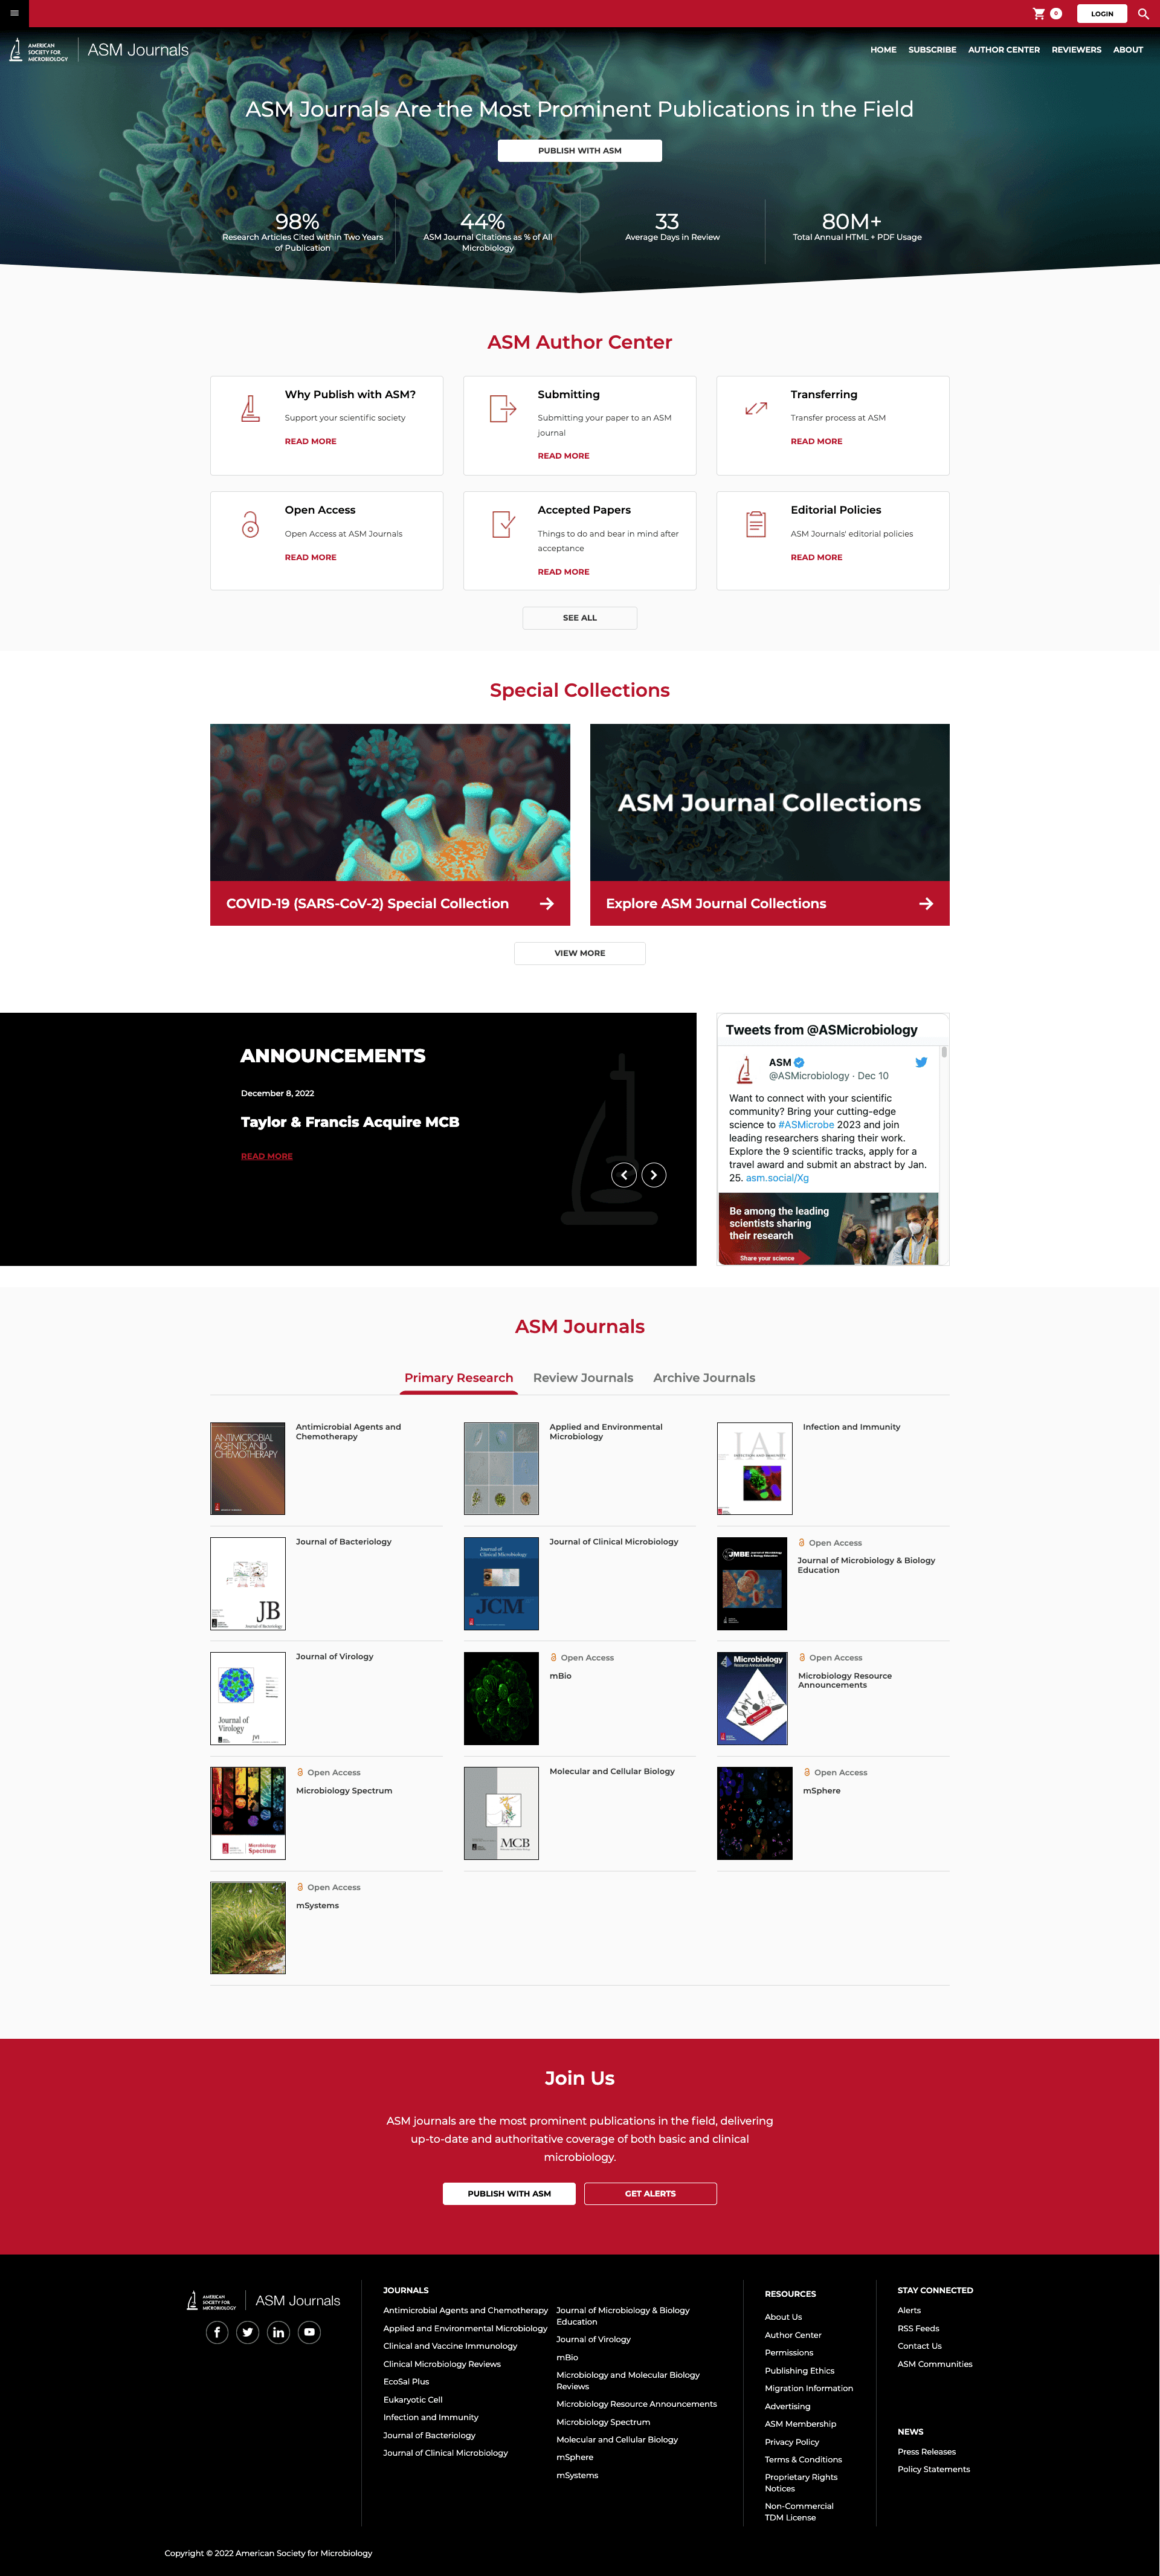 0
LOGIN
AMERICAN
SOCIETY FOR
MICROBIOLOGY
ASM Journals
HOME
SUBSCRIBE
AUTHOR CENTER
REVIEWERS
ABOUT
ASM Journals Are the Most Prominent Publications in the Field
PUBLISH WITH ASM
98%
Research Articles Cited within Two Years
of Publication
44%
ASM Journal Citations as % of All
Microbiology
33
Average Days in Review
80M+
Total Annual HTML + PDF Usage
ASM Author Center
Why Publish with ASM?
Support your scientific society
READ MORE
Submitting
Submitting your paper to an ASM
journal
READ MORE
Transferring
Transfer process at ASM
READ MORE
Open Access
Open Access at ASM Journals
READ MORE
Accepted Papers
Things to do and bear in mind after
acceptance
READ MORE
Editorial Policies
ASM Journals' editorial policies
READ MORE
SEE ALL
Special Collections
COVID-19 (SARS-CoV-2) Special Collection
ASM Journal Collections
Explore ASM Journal Collections
VIEW MORE
ANNOUNCEMENTS
December 8, 2022
Taylor & Francis Acquire MCB
READ MORE
Tweets from @ASMicrobiology
ASM
@ASMicrobiology · Dec 10
Want to connect with your scientific
community? Bring your cutting-edge
science to #ASMicrobe 2023 and join
leading researchers sharing their work.
Explore the 9 scientific tracks, apply for a
travel award and submit an abstract by Jan.
25. asm.social/Xg
Be among the leading
scientists sharing
their research
Share your science
ASM Journals
Primary Research
Review Journals
Archive Journals
ANTIMICROBIAL
AGENTS AND
CHEMOTHERAPY
Antimicrobial Agents and
Chemotherapy
Applied and Environmental
Microbiology
IAI
INFECTION AND IMMUNITY
Infection and Immunity
JB
Journal of Bacteriology
Journal of Bacteriology
Journal of
Clinical Microbiology
JCM
Journal of Clinical Microbiology
JMBE
Journal of Microbiology
& Biology Education
Open Access
Journal of Microbiology & Biology
Education
Journal of
Virology
JVI
Journal of Virology
Open Access
mBio
Microbiology
Resource Announcements
Open Access
Microbiology Resource
Announcements
Microbiology
Spectrum
Open Access
Microbiology Spectrum
MCB
Molecular and Cellular Biology
Open Access
mSphere
Open Access
mSystems
Join Us
ASM journals are the most prominent publications in the field, delivering
up-to-date and authoritative coverage of both basic and clinical
microbiology.
PUBLISH WITH ASM
GET ALERTS
AMERICAN
SOCIETY FOR
MICROBIOLOGY
ASM Journals
JOURNALS
Antimicrobial Agents and Chemotherapy
Applied and Environmental Microbiology
Clinical and Vaccine Immunology
Clinical Microbiology Reviews
EcoSal Plus
Eukaryotic Cell
Infection and Immunity
Journal of Bacteriology
Journal of Clinical Microbiology
Journal of Microbiology & Biology
Education
Journal of Virology
mBio
Microbiology and Molecular Biology
Reviews
Microbiology Resource Announcements
Microbiology Spectrum
Molecular and Cellular Biology
mSphere
mSystems
RESOURCES
About Us
Author Center
Permissions
Publishing Ethics
Migration Information
Advertising
ASM Membership
Privacy Policy
Terms & Conditions
Proprietary Rights
Notices
Non-Commercial
TDM License
STAY CONNECTED
Alerts
RSS Feeds
Contact Us
ASM Communities
NEWS
Press Releases
Policy Statements
Copyright © 2022 American Society for Microbiology